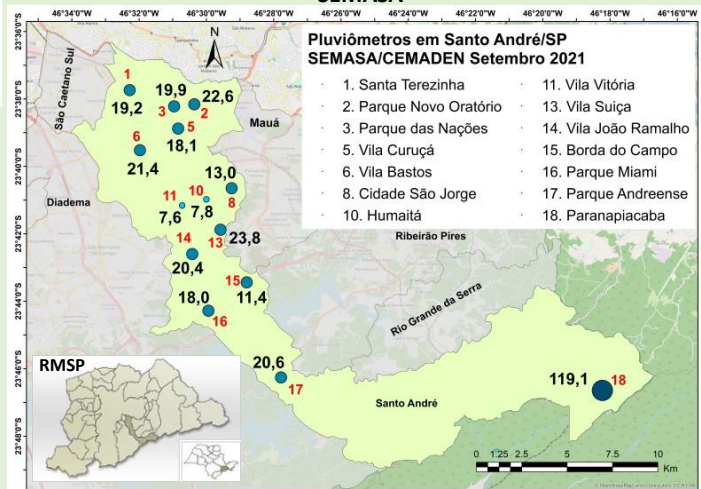 SEMASA
46°34'0"O 46°32'0"O 46°30'0"O 46°28'0"O 46°26'0"O 46°24'0"O 46°22'0"O 46°20'0"O 46°18'0"O 46°16'0"O
23°36'0"S
23°38'0"S
23°40'0"S
23°42'0"S
23°44'0"S
23°46'0"S
23°48'0"S
N
Pluviômetros em Santo André/SP
SEMASA/CEMADEN Setembro 2021
1. Santa Terezinha
2. Parque Novo Oratório
3. Parque das Nações
5. Vila Curuçá
6. Vila Bastos
8. Cidade São Jorge
10. Humaitá
11. Vila Vitória
13. Vila Suiça
14. Vila João Ramalho
15. Borda do Campo
16. Parque Miami
17. Parque Andreense
18. Paranapiacaba
São Caetano Sul
Mauá
Diadema
Ribeirão Pires
Rio Grande da Serra
Santo André
1
19,2
19,9
3
22,6
2
5
18,1
6
21,4
13,0
8
11
7,6
10
7,8
13
23,8
14
20,4
15
11,4
18,0
16
20,6
17
119,1 18
RMSP
0 1.25 2.5 5 7.5 10
Km